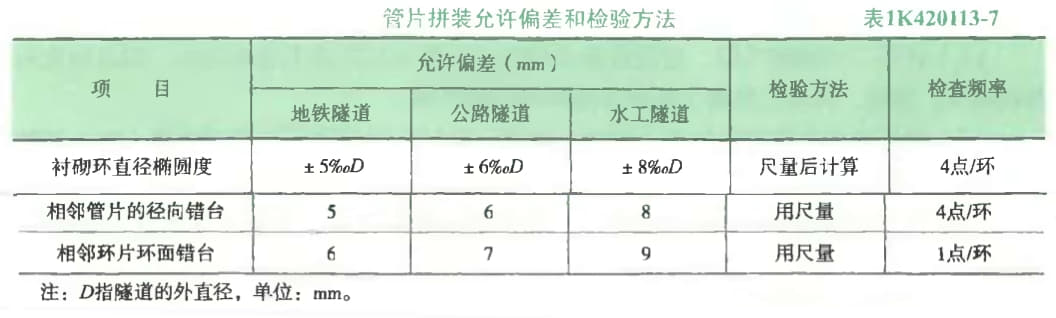 管片拼装允许偏差和检验方法 表1K420113-7
项 目 允许偏差（mm） 检验方法 检查频率
地铁隧道 公路隧道 水工隧道
衬砌环直径椭圆度 ±5‰D ±6‰D ±8‰D 尺量后计算 4点/环
相邻管片的径向错台 5 6 8 用尺量 4点/环
相邻环片环面错台 6 7 9 用尺量 1点/环
注：D指隧道的外直径，单位：mm。